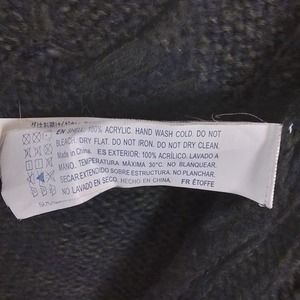 EN SHELL: 100% ACRYLIC. HAND WASH COLD. DO NOT
BLEACH. DRY FLAT. DO NOT IRON. DO NOT DRY CLEAN.
Made in China. ES EXTERIOR: 100% ACRÍLICO. LAVADO A
MANO. TEMPERATURA MÁXIMA 30°C. NO BLANQUEAR.
SECAR EXTENDIDO SOBRE ESTRUCTURA. NO PLANCHAR.
NO LAVADO EN SECO. HECHO EN CHINA. FR ÉTOFFE